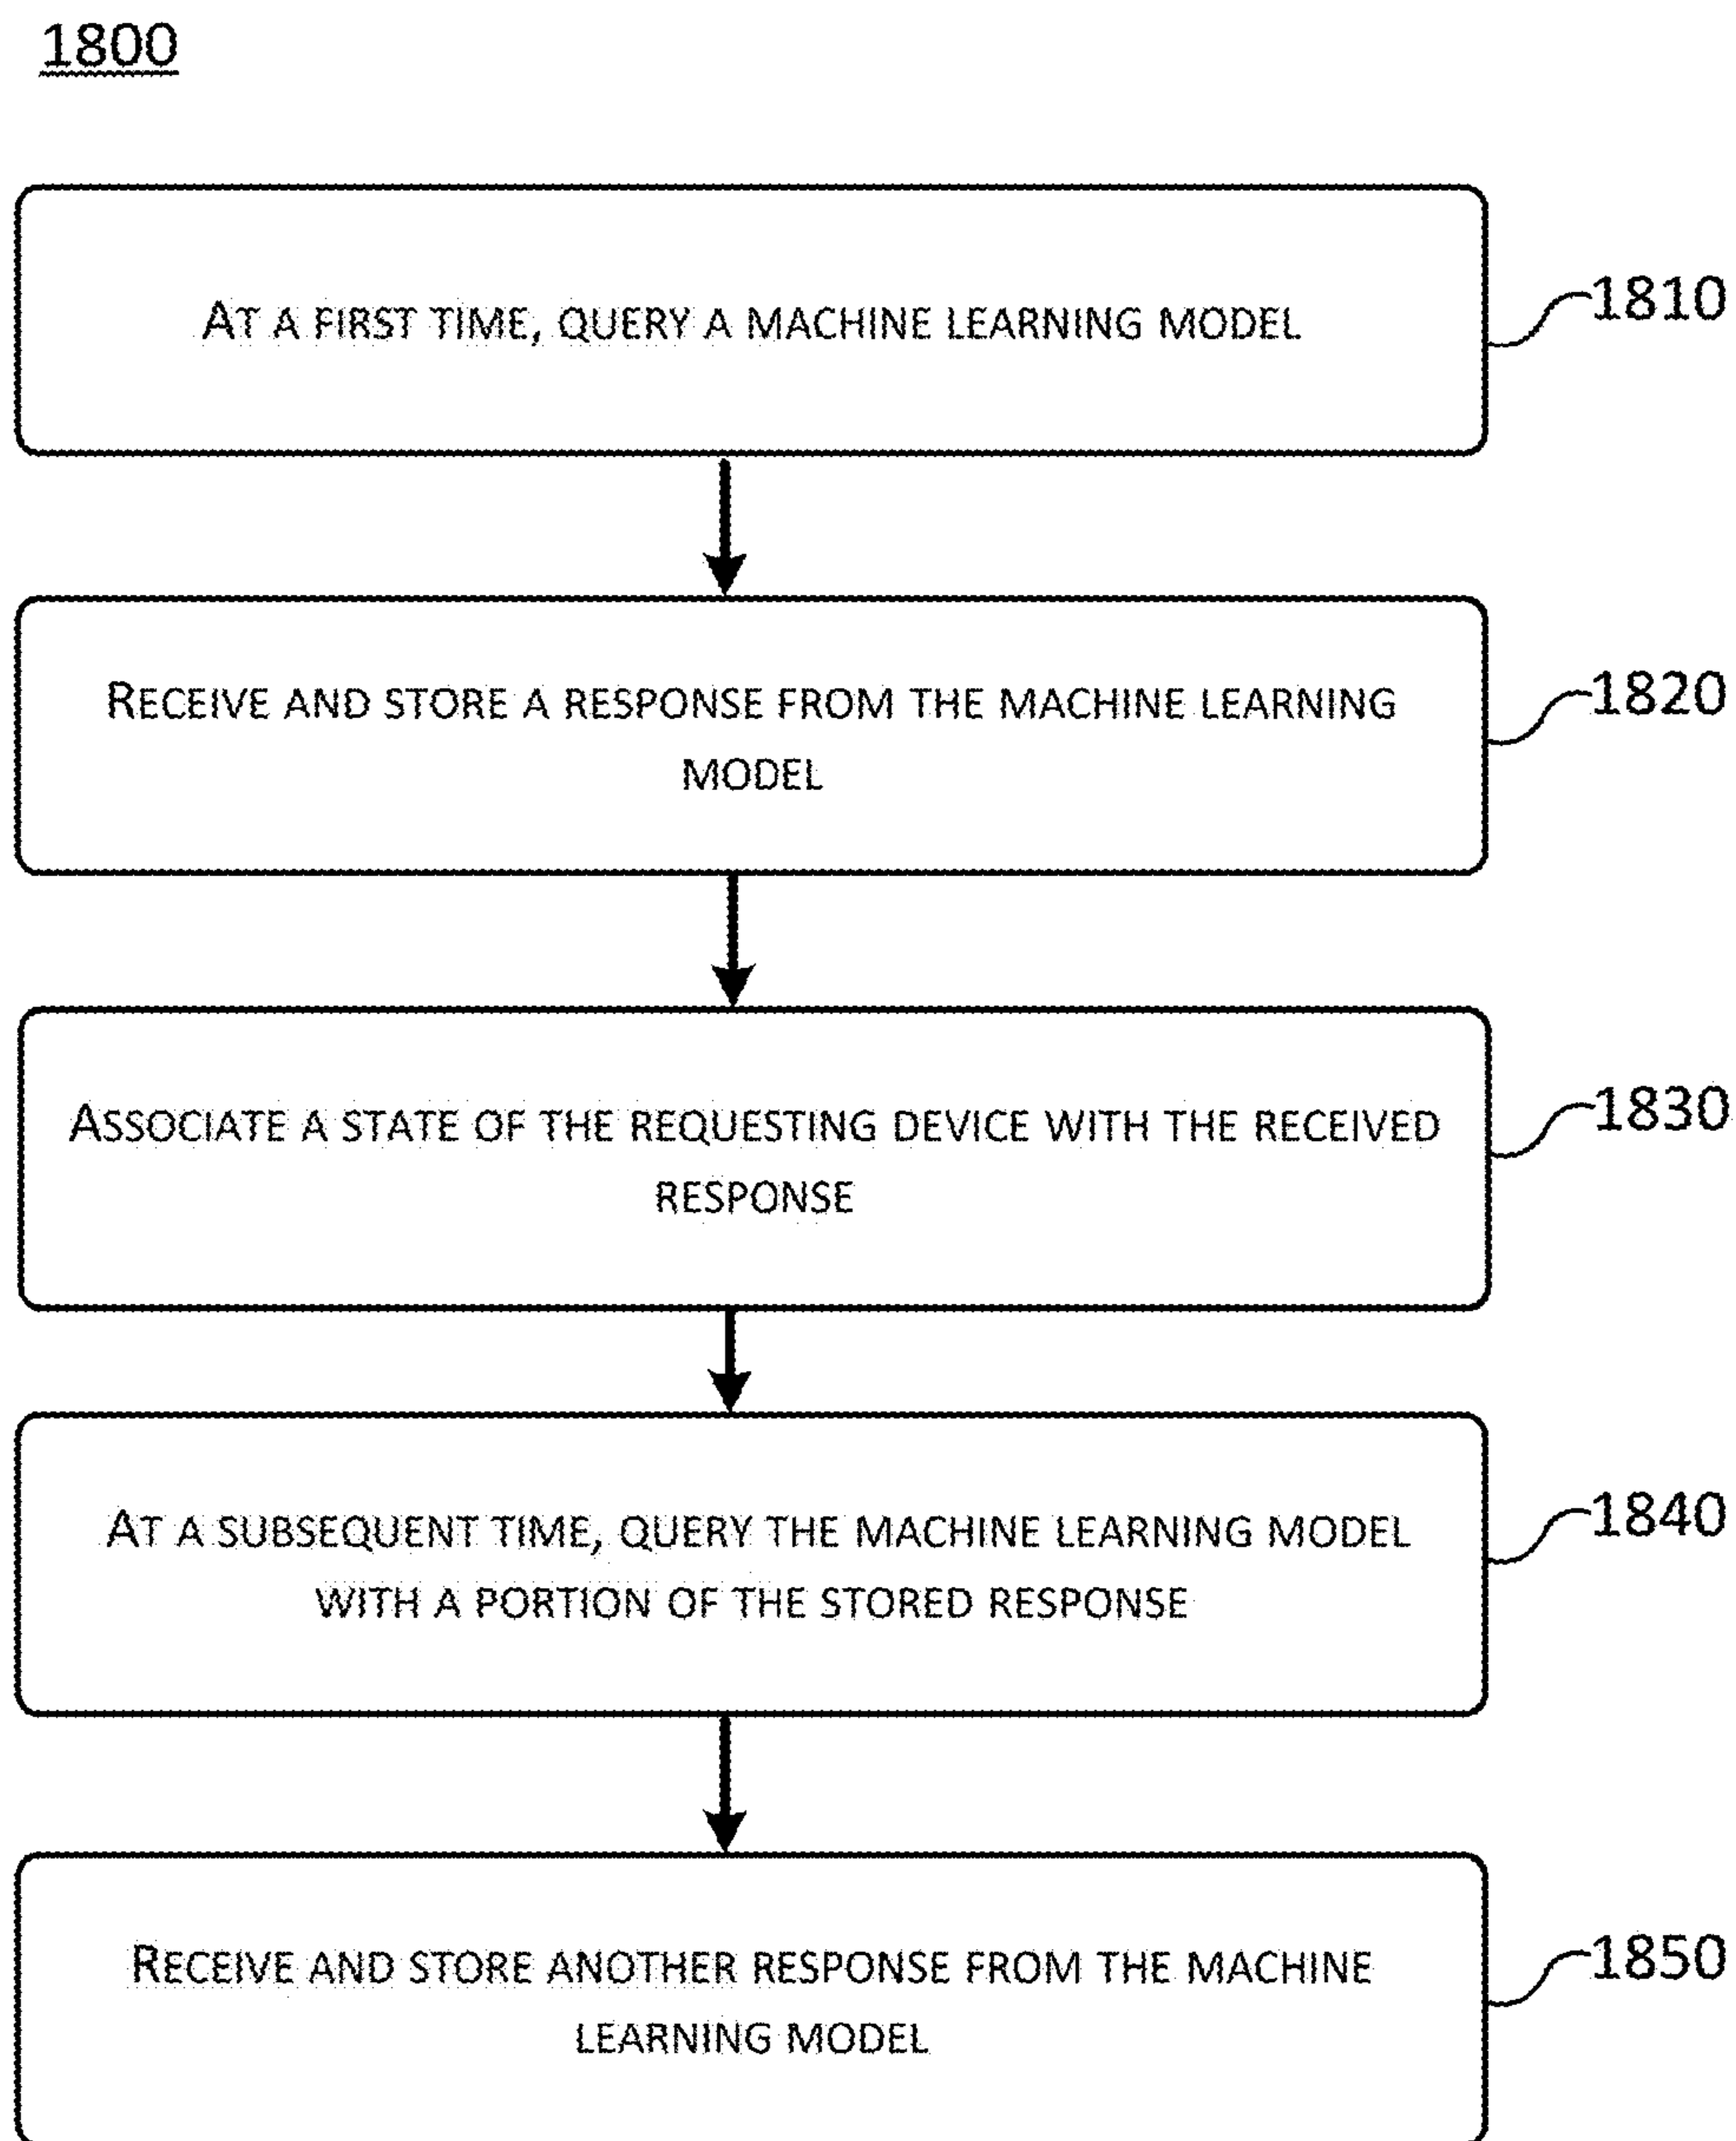 1800
AT A FIRST TIME, QUERY A MACHINE LEARNING MODEL
1810
RECEIVE AND STORE A RESPONSE FROM THE MACHINE LEARNING
MODEL
1820
ASSOCIATE A STATE OF THE REQUESTING DEVICE WITH THE RECEIVED
RESPONSE
1830
AT A SUBSEQUENT TIME, QUERY THE MACHINE LEARNING MODEL
WITH A PORTION OF THE STORED RESPONSE
1840
RECEIVE AND STORE ANOTHER RESPONSE FROM THE MACHINE
LEARNING MODEL
1850